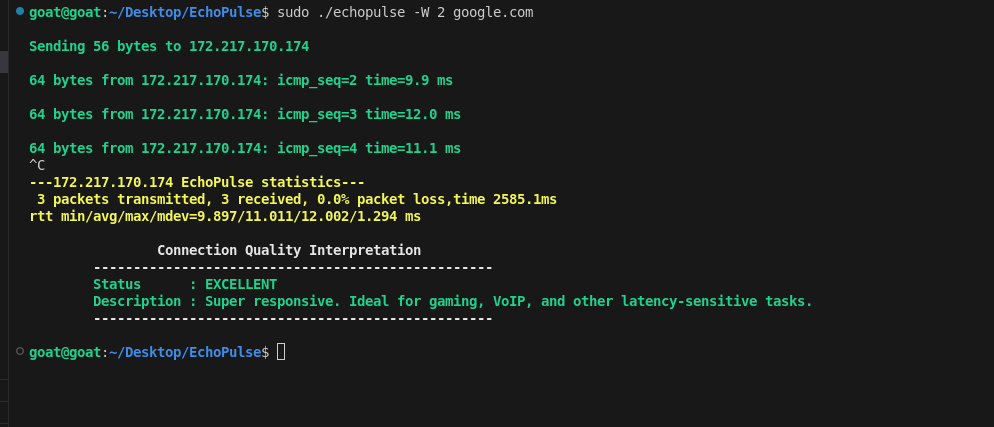 goat@goat:~/Desktop/EchoPulse$ sudo ./echopulse -W 2 google.com
Sending 56 bytes to 172.217.170.174
64 bytes from 172.217.170.174: icmp_seq=2 time=9.9 ms
64 bytes from 172.217.170.174: icmp_seq=3 time=12.0 ms
64 bytes from 172.217.170.174: icmp_seq=4 time=11.1 ms
^C
---172.217.170.174 EchoPulse statistics---
3 packets transmitted, 3 received, 0.0% packet loss,time 2585.1ms
rtt min/avg/max/mdev=9.897/11.011/12.002/1.294 ms
Connection Quality Interpretation
--------------------------------------------------
Status      : EXCELLENT
Description : Super responsive. Ideal for gaming, VoIP, and other latency-sensitive tasks.
--------------------------------------------------
goat@goat:~/Desktop/EchoPulse$